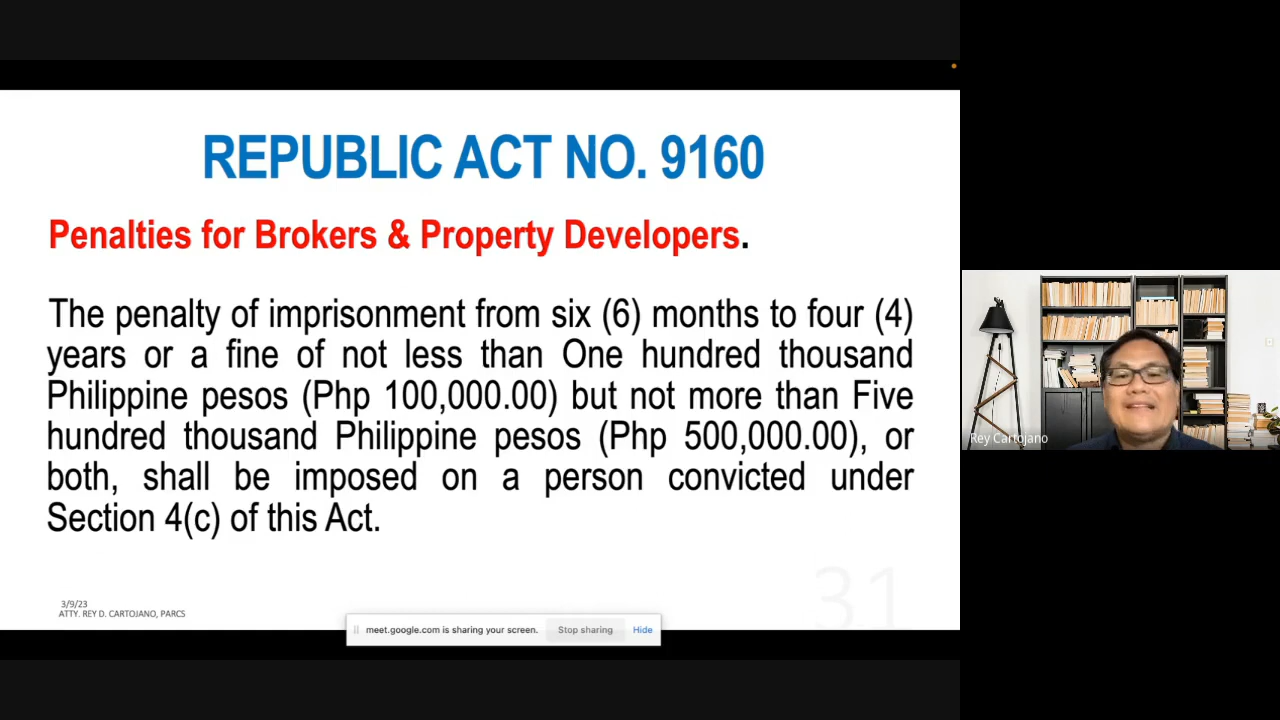 REPUBLIC ACT NO. 9160
Penalties for Brokers & Property Developers.
The penalty of imprisonment from six (6) months to four (4)
years or a fine of not less than One hundred thousand
Philippine pesos (Php 100,000.00) but not more than Five
hundred thousand Philippine pesos (Php 500,000.00), or
both, shall be imposed on a person convicted under
Section 4(c) of this Act.
31
3/9/23
ATTY. REY D. CARTOJANO, PARCS
meet.google.com is sharing your screen.
Stop sharing
Hide
Rey Cartojano